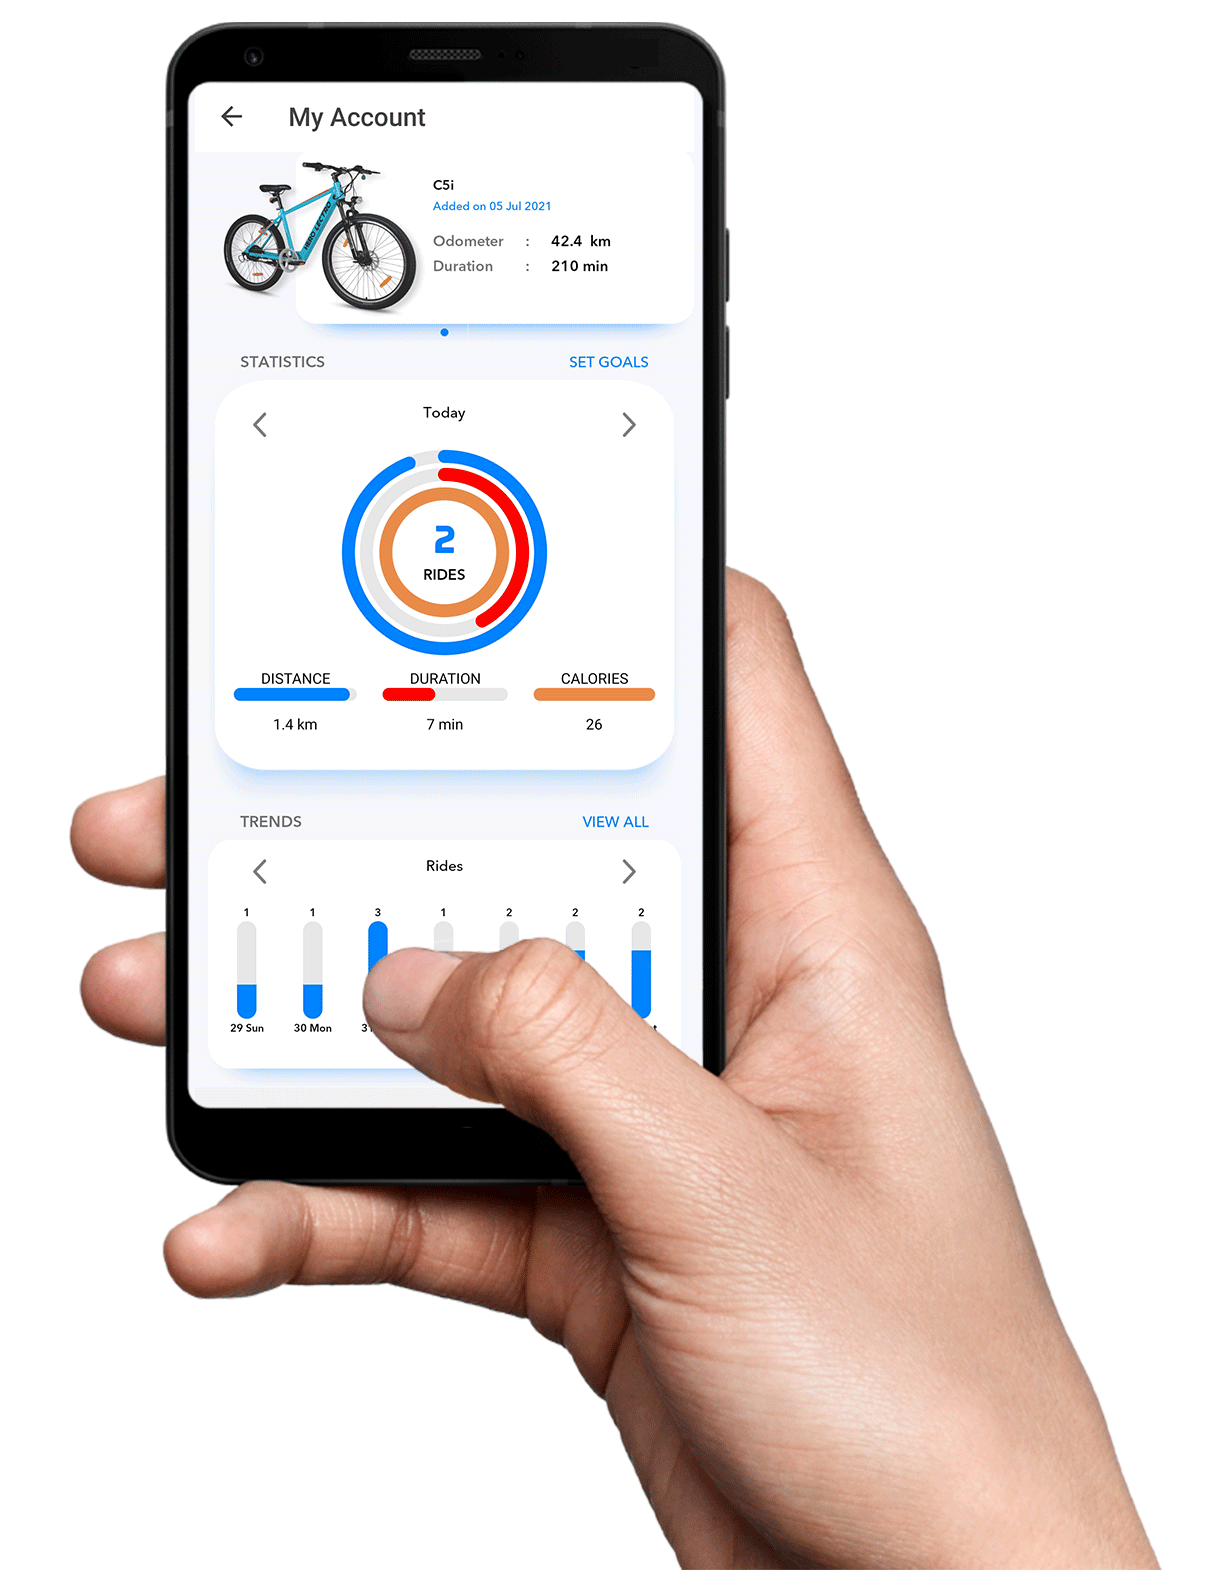 My Account
C5i
Added on 05 Jul 2021
Odometer : 42.4 km
Duration : 210 min
HERO LECTRO
STATISTICS SET GOALS
Today
2
RIDES
DISTANCE DURATION CALORIES
1.4 km 7 min 26
TRENDS VIEW ALL
Rides
1 1 3 1 2 2 2
29 Sun 30 Mon